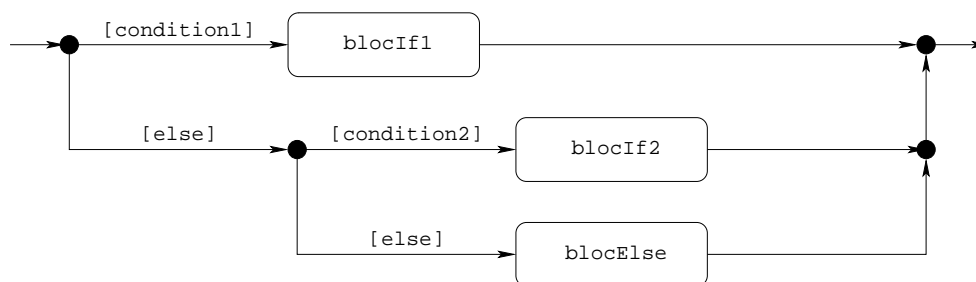 [condition1] blocIf1
[else] [condition2] blocIf2
[else] blocElse